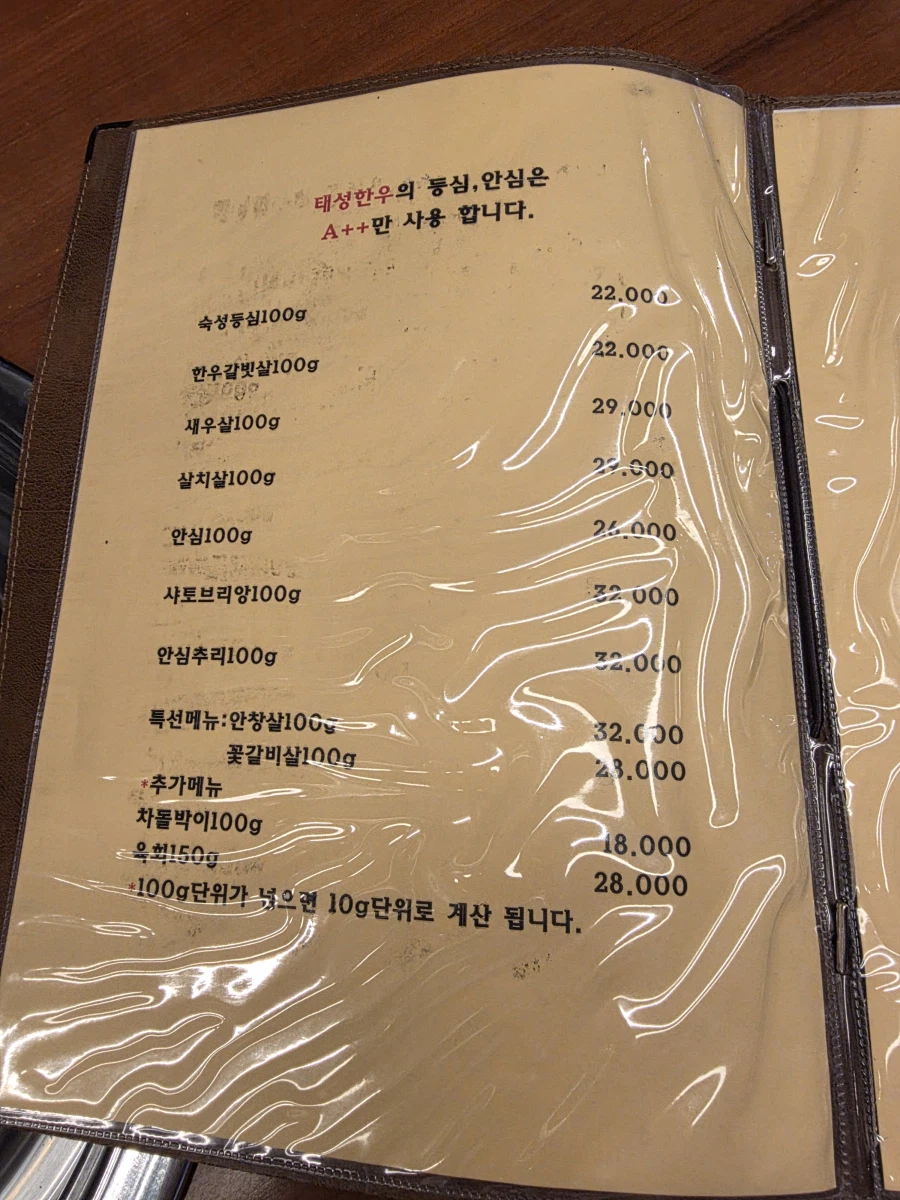 태성한우의 등심,안심은
A++만 사용 합니다.
숙성등심100g 22.000
한우갈빗살100g 22.000
새우살100g 29.000
살치살100g 29.000
안심100g 26.000
샤토브리앙100g 32.000
안심추리100g 32.000
특선메뉴:안창살100g 32.000
꽃갈비살100g 23.000
*추가메뉴
차돌박이100g 18.000
육회150g 28.000
*100g단위가 넘으면 10g단위로 계산 됩니다.